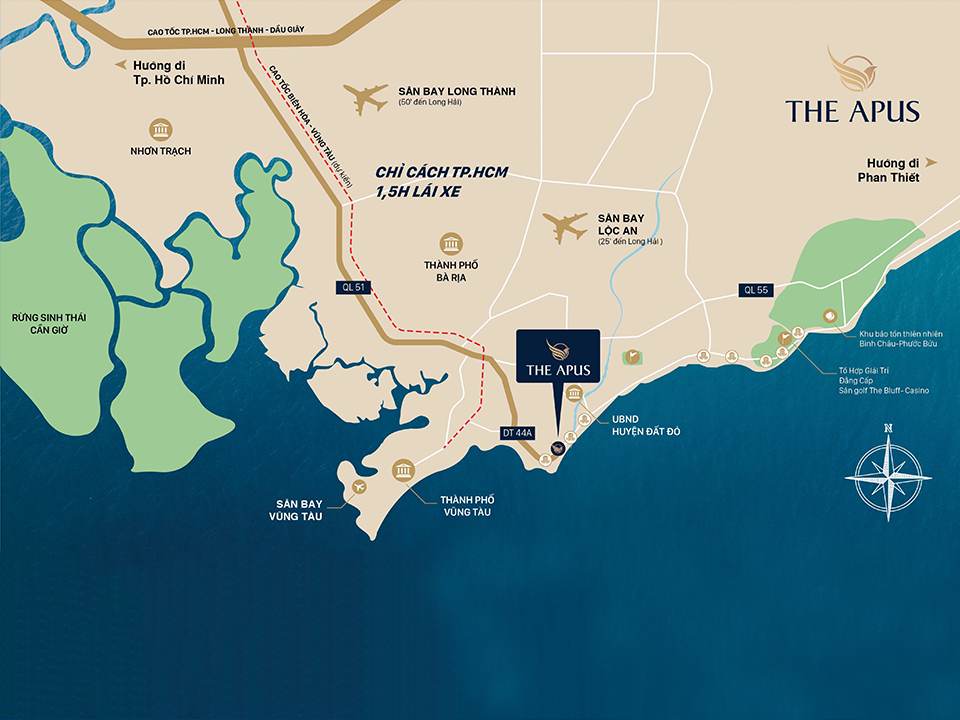 CAO TỐC TP.HCM - LONG THÀNH - DẦU GIÂY
Hướng đi
Tp. Hồ Chí Minh
CAO TỐC BIÊN HÒA - VŨNG TÀU (dự kiến)
SÂN BAY LONG THÀNH
(50' đến Long Hải)
THE APUS
NHƠN TRẠCH
Hướng đi
Phan Thiết
CHỈ CÁCH TP.HCM
1,5H LÁI XE
SÂN BAY
LỘC AN
(25' đến Long Hải )
THÀNH PHỐ
BÀ RỊA
QL 51
QL 55
RỪNG SINH THÁI
CẦN GIỜ
Khu bảo tồn thiên nhiên
Bình Châu-Phước Bửu
THE APUS
Tổ Hợp Giải Trí
Đẳng Cấp
Sân golf The Bluff- Casino
UBND
HUYỆN ĐẤT ĐỎ
DT 44A
N
SÂN BAY
VŨNG TÀU
THÀNH PHỐ
VŨNG TÀU